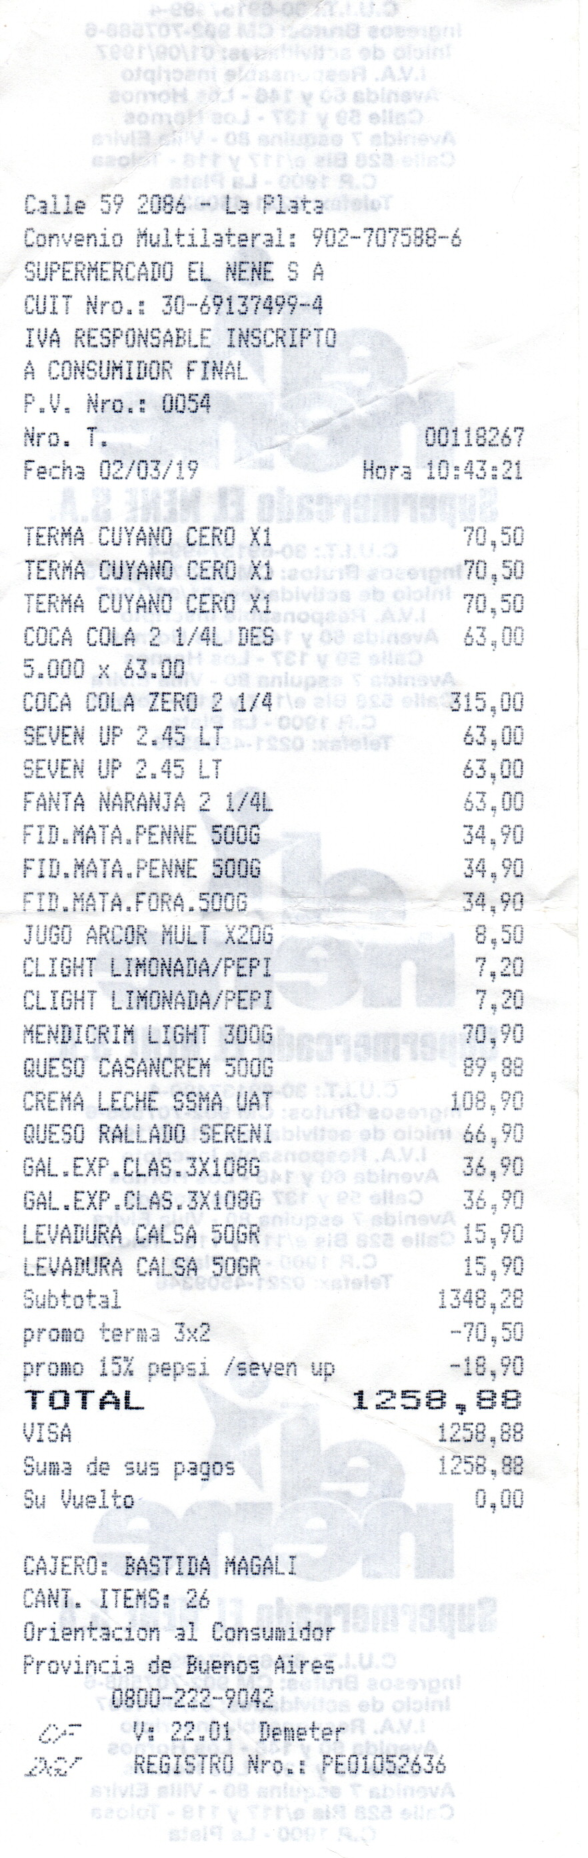 Calle 59 2086 - La Plata
Convenio Multilateral: 902-707588-6
SUPERMERCADO EL NENE S A
CUIT Nro.: 30-69137499-4
IVA RESPONSABLE INSCRIPTO
A CONSUMIDOR FINAL
P.V. Nro.: 0054
Nro. T. 00118267
Fecha 02/03/19 Hora 10:43:21
TERMA CUYANO CERO X1 70,50
TERMA CUYANO CERO X1 70,50
TERMA CUYANO CERO X1 70,50
COCA COLA 2 1/4L DES 63,00
5.000 x 63.00
COCA COLA ZERO 2 1/4 315,00
SEVEN UP 2.45 LT 63,00
SEVEN UP 2.45 LT 63,00
FANTA NARANJA 2 1/4L 63,00
FID.MATA.PENNE 500G 34,90
FID.MATA.PENNE 500G 34,90
FID.MATA.FORA.500G 34,90
JUGO ARCOR MULT X20G 8,50
CLIGHT LIMONADA/PEPI 7,20
CLIGHT LIMONADA/PEPI 7,20
MENDICRIM LIGHT 300G 70,90
QUESO CASANCREM 500G 89,88
CREMA LECHE SSMA UAT 108,90
QUESO RALLADO SERENI 66,90
GAL.EXP.CLAS.3X108G 36,90
GAL.EXP.CLAS.3X108G 36,90
LEVADURA CALSA 50GR 15,90
LEVADURA CALSA 50GR 15,90
Subtotal 1348,28
promo terma 3x2 -70,50
promo 15% pepsi /seven up -18,90
TOTAL 1258,88
VISA 1258,88
Suma de sus pagos 1258,88
Su Vuelto 0,00
CAJERO: BASTIDA MAGALI
CANT. ITEMS: 26
Orientacion al Consumidor
Provincia de Buenos Aires
0800-222-9042
CF V: 22.01 Demeter
REGISTRO Nro.: PEO1052636